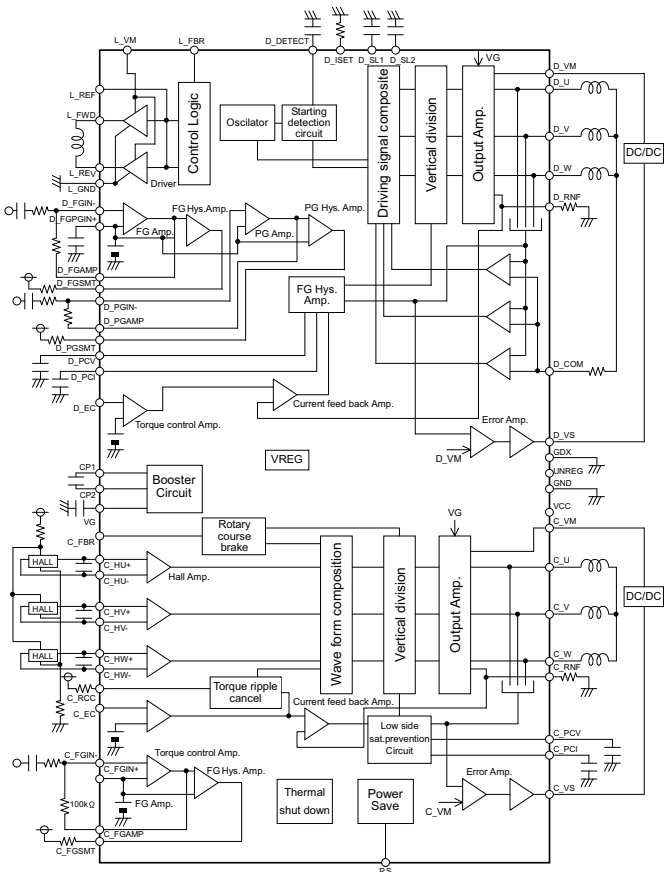 L_VM
L_FBR
D_DETECT
D_ISET
D_SL1
D_SL2
VG
D_VM
D_U
L_REF
L_FWD
Control Logic
Oscilator
Starting
detection
circuit
Driving signal composite
Vertical division
Output Amp.
D_V
DC/DC
L_REV
Driver
D_W
L_GND
D_FGIN-
FG Hys.Amp.
PG Hys. Amp.
D_RNF
D_FGPGIN+
FG Amp.
PG Amp.
D_FGAMP
D_FGSMT
FG Hys.
Amp.
D_PGIN-
D_PGAMP
D_PGSMT
D_PCV
D_COM
D_PCI
D_EC
Torque control Amp.
Current feed back Amp.
Error Amp.
D_VS
D_VM
GDX
CP1
VREG
UNREG
Booster
Circuit
GND
CP2
VG
VCC
VG
C_FBR
Rotary
course
brake
C_VM
HALL
C_HU+
C_HU-
Hall Amp.
Wave form composition
Vertical division
Output Amp.
C_U
HALL
C_HV+
C_HV-
C_V
DC/DC
HALL
C_HW+
C_HW-
C_W
C_RNF
C_RCC
Torque ripple
cancel
Current feed back Amp.
C_EC
Low side
sat.prevention
Circuit
C_PCV
C_PCI
C_FGIN-
Torque control Amp.
C_FGIN+
FG Hys.Amp.
Error Amp.
C_VS
100kΩ
FG Amp.
Thermal
shut down
Power
Save
C_VM
C_FGAMP
C_FGSMT
PS